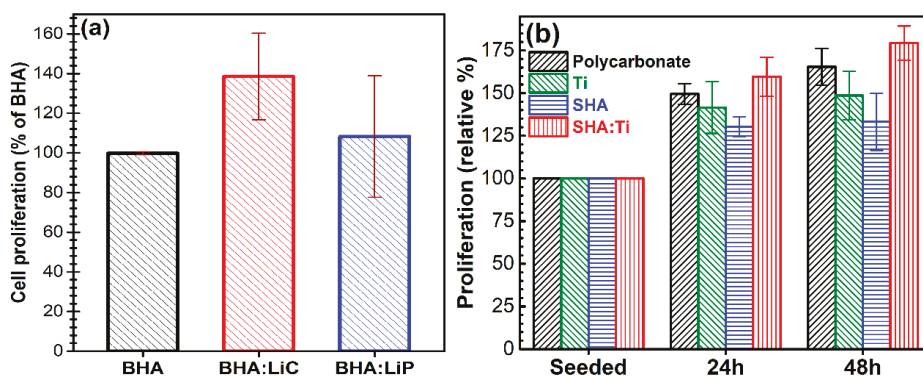 (a)
Cell proliferation (% of BHA)
160
140
120
100
80
60
40
20
0
BHA
BHA:LiC
BHA:LiP
(b)
Polycarbonate
Ti
SHA
SHA:Ti
Proliferation (relative %)
175
150
125
100
75
50
25
0
Seeded
24h
48h